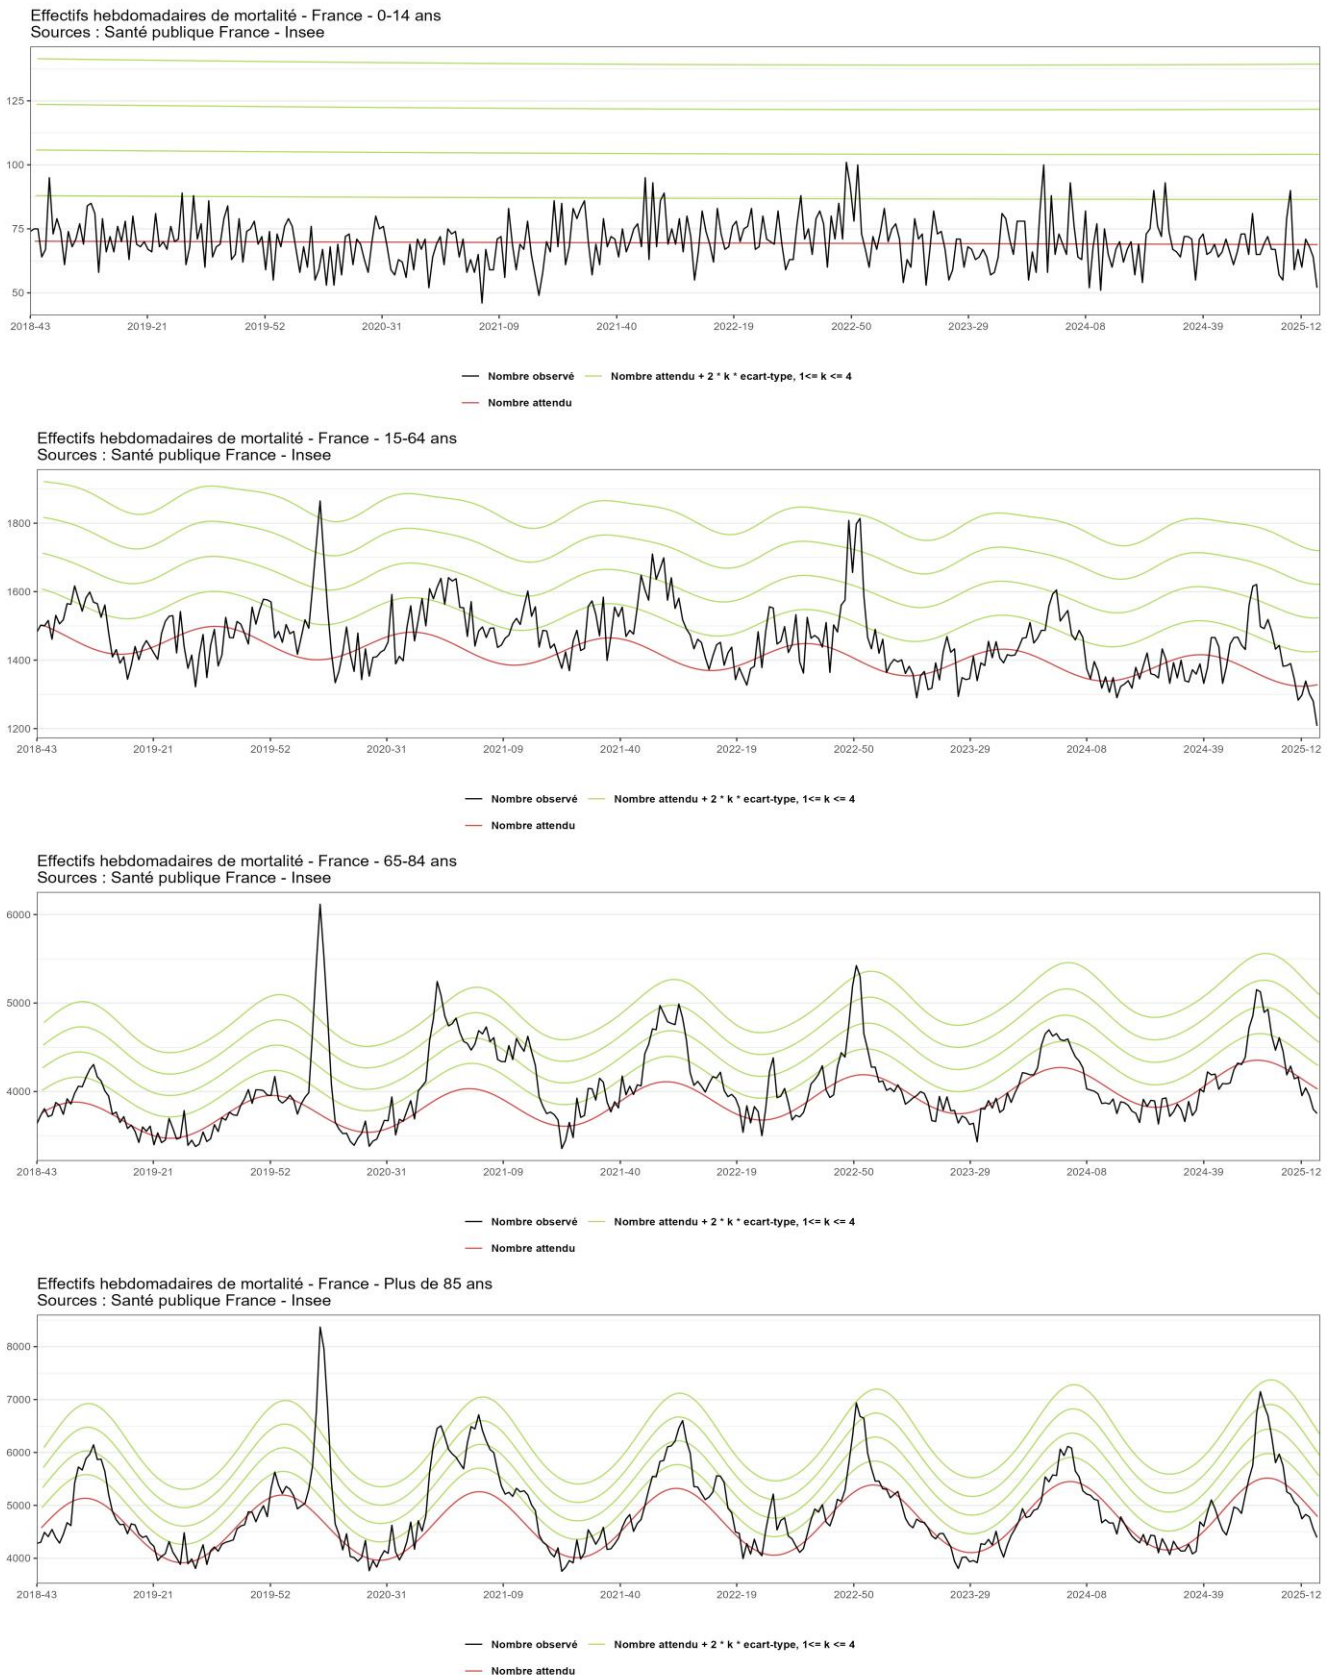 Effectifs hebdomadaires de mortalité - France - 0-14 ans
Sources : Santé publique France - Insee
125
100
75
50
2018-43 2019-21 2019-52 2020-31 2021-09 2021-40 2022-19 2022-50 2023-29 2024-08 2024-39 2025-12
Nombre observé Nombre attendu + 2 * k * ecart-type, 1<= k <= 4
Nombre attendu
Effectifs hebdomadaires de mortalité - France - 15-64 ans
Sources : Santé publique France - Insee
1800
1600
1400
1200
2018-43 2019-21 2019-52 2020-31 2021-09 2021-40 2022-19 2022-50 2023-29 2024-08 2024-39 2025-12
Nombre observé Nombre attendu + 2 * k * ecart-type, 1<= k <= 4
Nombre attendu
Effectifs hebdomadaires de mortalité - France - 65-84 ans
Sources : Santé publique France - Insee
6000
5000
4000
2018-43 2019-21 2019-52 2020-31 2021-09 2021-40 2022-19 2022-50 2023-29 2024-08 2024-39 2025-12
Nombre observé Nombre attendu + 2 * k * ecart-type, 1<= k <= 4
Nombre attendu
Effectifs hebdomadaires de mortalité - France - Plus de 85 ans
Sources : Santé publique France - Insee
8000
7000
6000
5000
4000
2018-43 2019-21 2019-52 2020-31 2021-09 2021-40 2022-19 2022-50 2023-29 2024-08 2024-39 2025-12
Nombre observé Nombre attendu + 2 * k * ecart-type, 1<= k <= 4
Nombre attendu